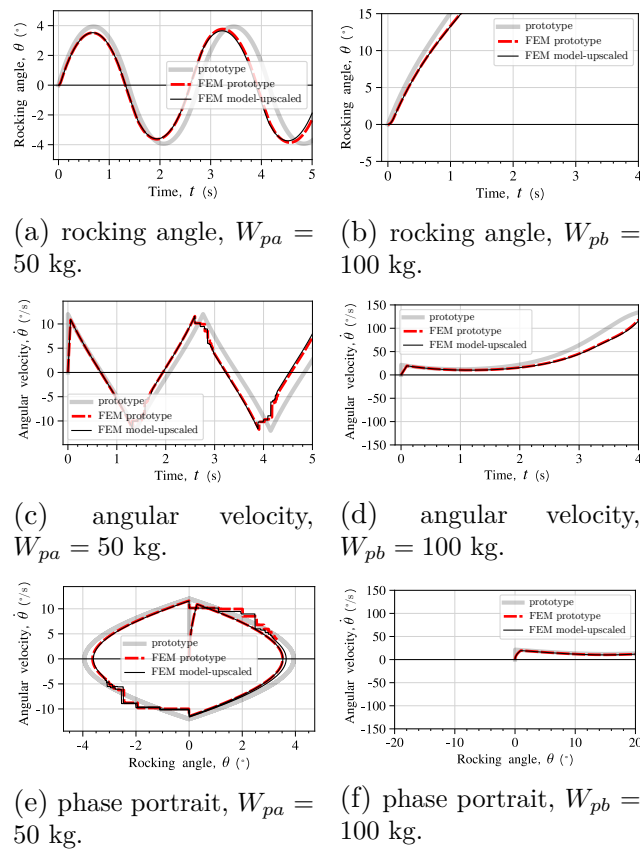 4
2
0
-2
-4
Rocking angle, θ (°)
prototype
FEM prototype
FEM model-upscaled
0 1 2 3 4 5
Time, t (s)
(a) rocking angle, W_pa =
50 kg.
15
10
5
0
-5
Rocking angle, θ (°)
prototype
FEM prototype
FEM model-upscaled
0 1 2 3 4
Time, t (s)
(b) rocking angle, W_pb =
100 kg.
10
5
0
-5
-10
Angular velocity, θ̇ (°/s)
prototype
FEM prototype
FEM model-upscaled
0 1 2 3 4 5
Time, t (s)
(c) angular velocity,
W_pa = 50 kg.
150
100
50
0
-50
-100
-150
Angular velocity, θ̇ (°/s)
prototype
FEM prototype
FEM model-upscaled
0 1 2 3 4
Time, t (s)
(d) angular velocity,
W_pb = 100 kg.
10
5
0
-5
-10
Angular velocity, θ̇ (°/s)
prototype
FEM prototype
FEM model-upscaled
-4 -2 0 2 4
Rocking angle, θ (°)
(e) phase portrait, W_pa =
50 kg.
150
100
50
0
-50
-100
-150
Angular velocity, θ̇ (°/s)
prototype
FEM prototype
FEM model-upscaled
-20 -10 0 10 20
Rocking angle, θ (°)
(f) phase portrait, W_pb =
100 kg.